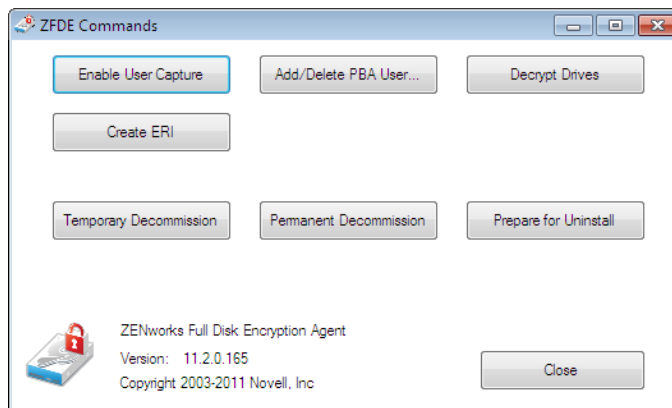 ZFDE Commands
Enable User Capture Add/Delete PBA User... Decrypt Drives
Create ERI
Temporary Decommission Permanent Decommission Prepare for Uninstall
ZENworks Full Disk Encryption Agent
Version: 11.2.0.165
Copyright 2003-2011 Novell, Inc
Close